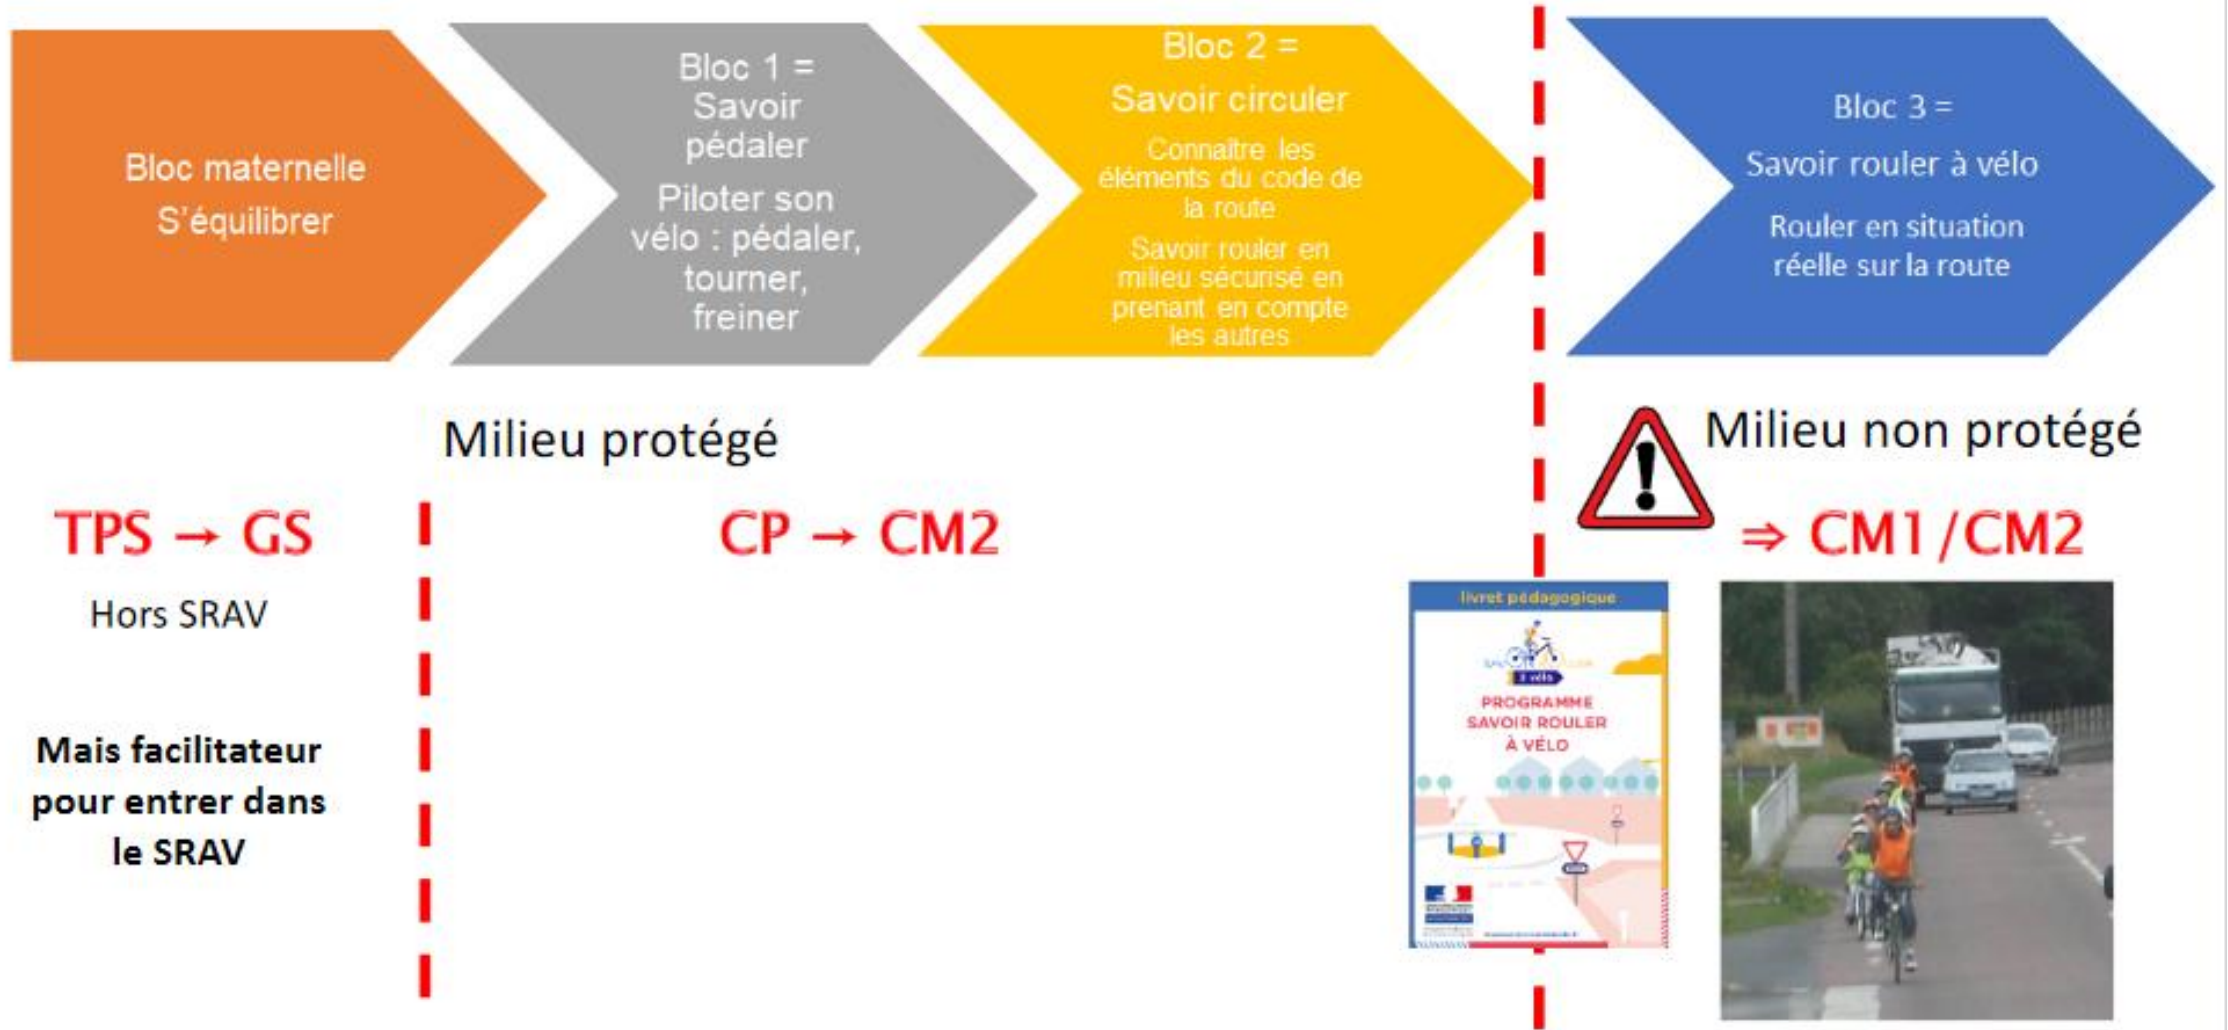 Bloc maternelle
S'équilibrer
Bloc 1 =
Savoir
pédaler
Piloter son
vélo : pédaler,
tourner,
freiner
Bloc 2 =
Savoir circuler
Connaître les
éléments du code de
la route
Savoir rouler en
milieu sécurisé en
prenant en compte
les autres
Bloc 3 =
Savoir rouler à vélo
Rouler en situation
réelle sur la route
Milieu protégé
Milieu non protégé
TPS → GS
CP → CM2
⇒ CM1/CM2
Hors SRAV
Mais facilitateur
pour entrer dans
le SRAV
livret pédagogique
à vélo
PROGRAMME
SAVOIR ROULER
À VÉLO